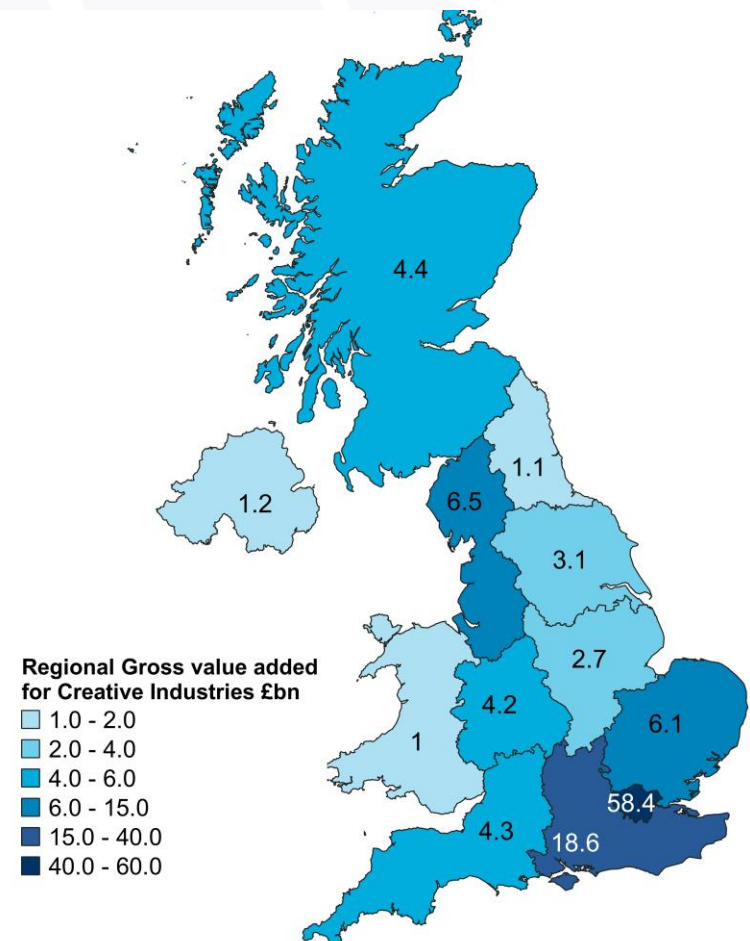 4.4
1.1
1.2
6.5
3.1
2.7
Regional Gross value added
for Creative Industries £bn
1.0 - 2.0
2.0 - 4.0
4.0 - 6.0
6.0 - 15.0
15.0 - 40.0
40.0 - 60.0
4.2
1
6.1
58.4
4.3
18.6